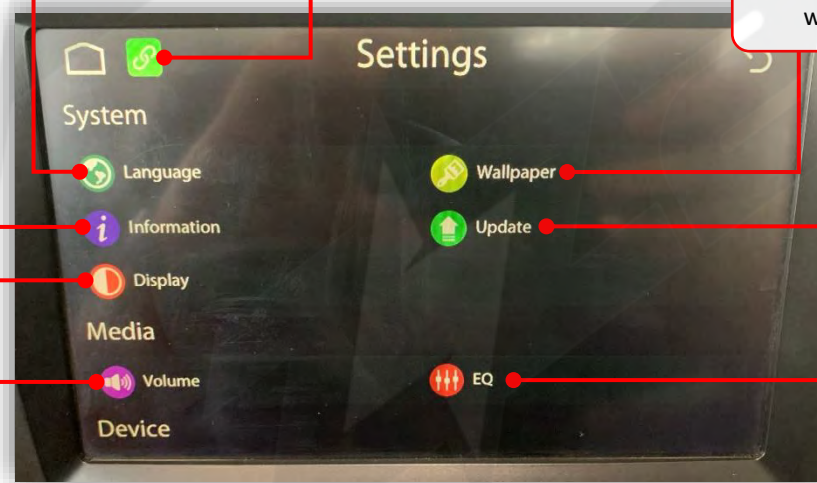 Settings
System
Language
Wallpaper
Information
Update
Display
Media
Volume
EQ
Device